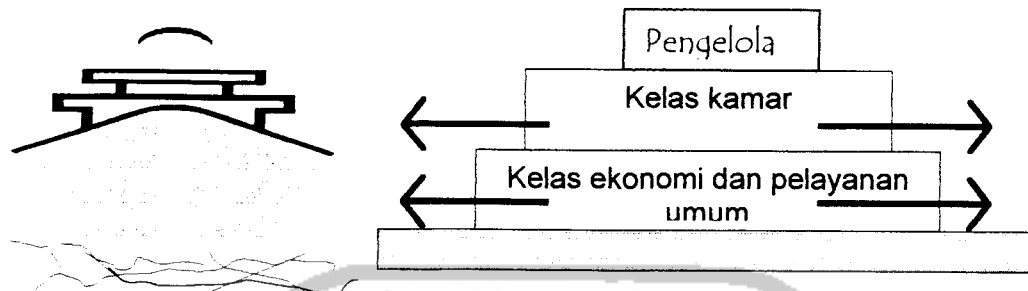 Pengelola
Kelas kamar
Kelas ekonomi dan pelayanan
umum